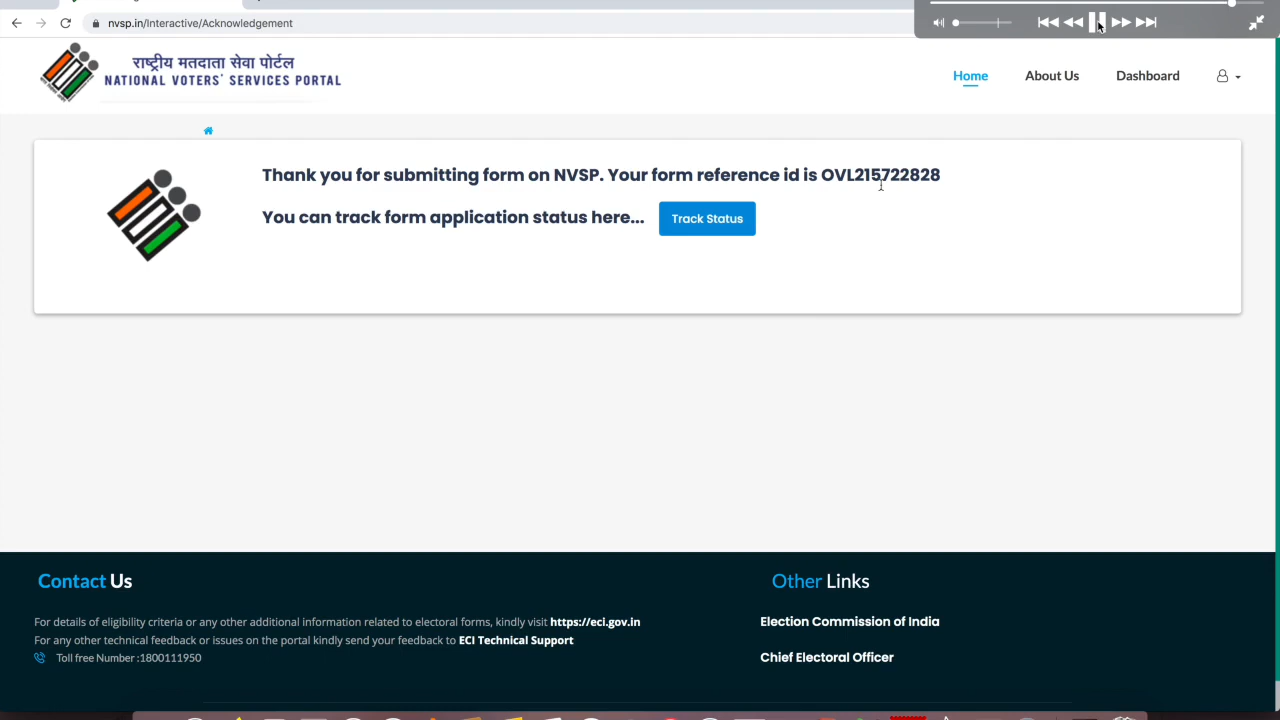 nvsp.in/Interactive/Acknowledgement
राष्ट्रीय मतदाता सेवा पोर्टल
NATIONAL VOTERS' SERVICES PORTAL
Home
About Us
Dashboard
Thank you for submitting form on NVSP. Your form reference id is OVL215722828
You can track form application status here...
Track Status
Contact Us
For details of eligibility criteria or any other additional information related to electoral forms, kindly visit https://eci.gov.in
For any other technical feedback or issues on the portal kindly send your feedback to ECI Technical Support
Toll free Number :1800111950
Other Links
Election Commission of India
Chief Electoral Officer